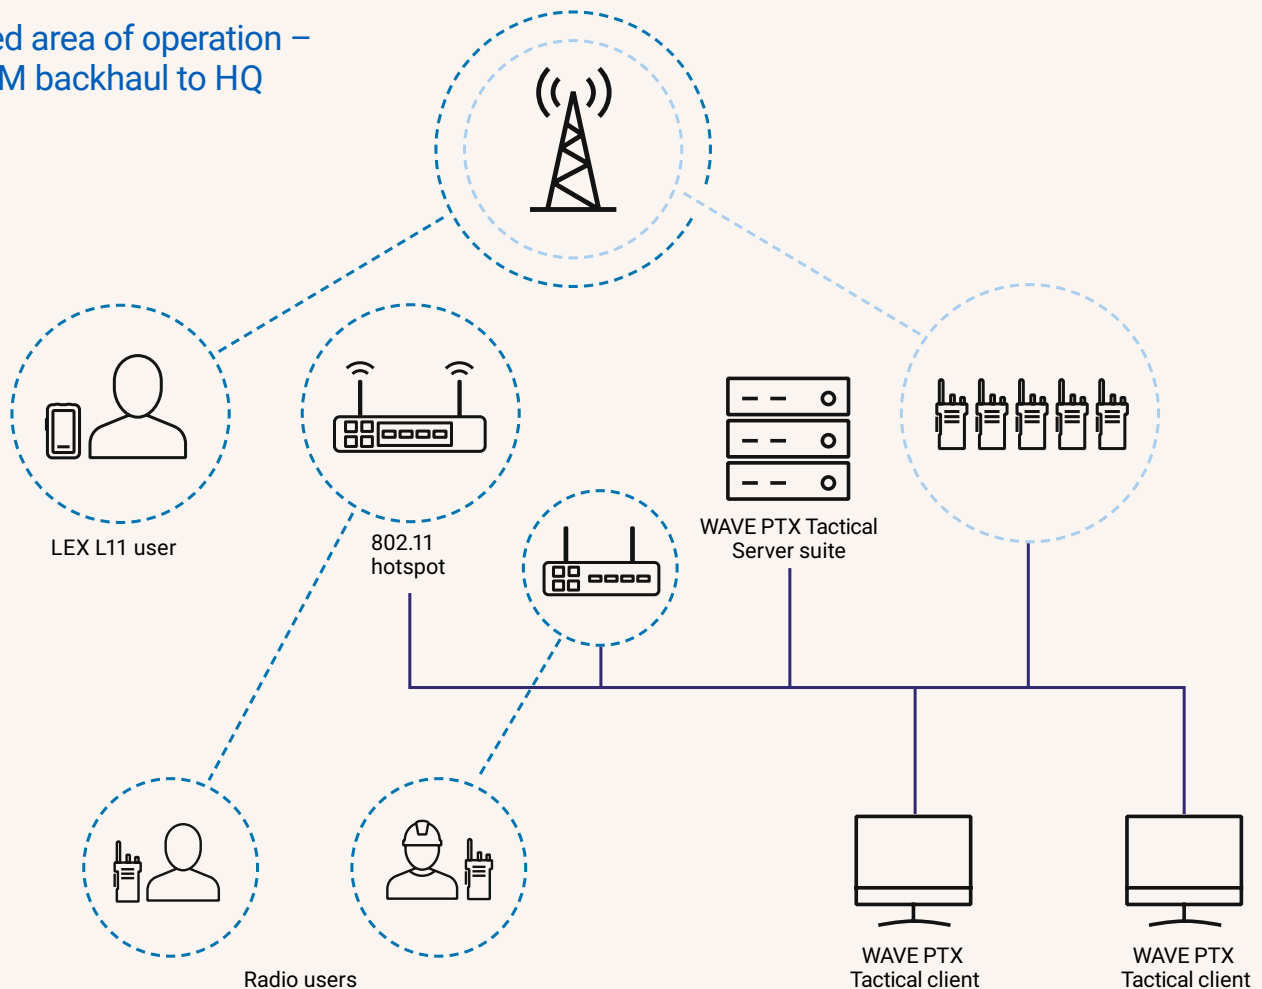 ed area of operation –
M backhaul to HQ
LEX L11 user
802.11
hotspot
WAVE PTX Tactical
Server suite
Radio users
WAVE PTX
Tactical client
WAVE PTX
Tactical client